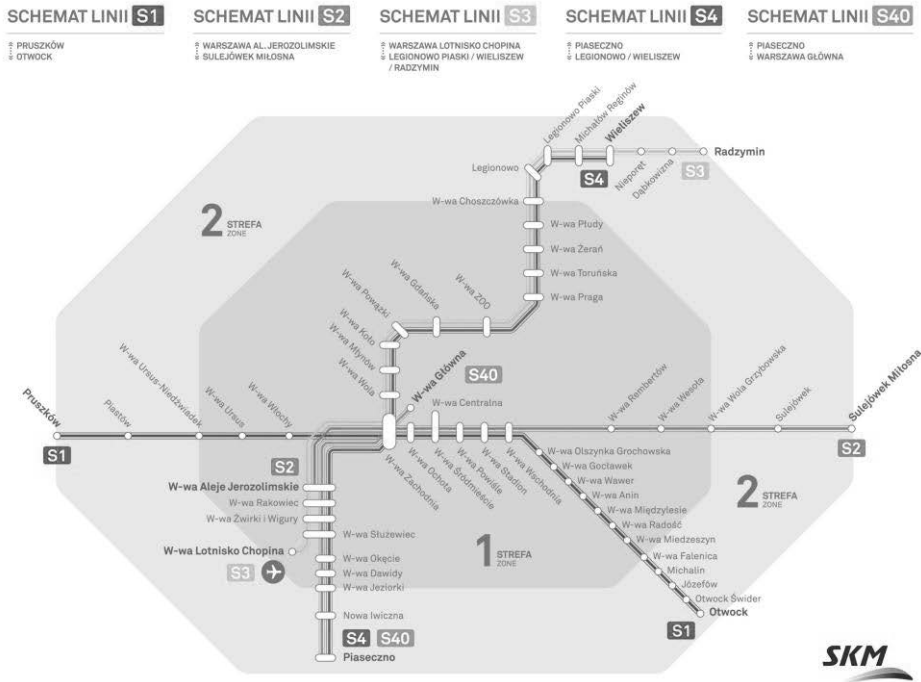 SCHEMAT LINII S1
PRUSZKÓW
OTWOCK
SCHEMAT LINII S2
WARSZAWA AL.JEROZOLIMSKIE
SULEJÓWEK MIŁOSNA
SCHEMAT LINII S3
WARSZAWA LOTNISKO CHOPINA
LEGIONOWO PIASKI / WIELISZEW
/ RADZYMIN
SCHEMAT LINII S4
PIASECZNO
LEGIONOWO / WIELISZEW
SCHEMAT LINII S40
PIASECZNO
WARSZAWA GŁÓWNA
Legionowo Piaski
Michałów Reginów
Wieliszew
Radzymin
Legionowo
S4
Nieporęt
Dąbkowizna
S3
W-wa Choszczówka
2 STREFA
ZONE
W-wa Płudy
W-wa Żerań
W-wa Toruńska
W-wa Praga
W-wa ZOO
W-wa Gdańska
W-wa Powązki
W-wa Koło
W-wa Młynów
W-wa Wola
W-wa Główna
S40
W-wa Centralna
Pruszków
S1
Piastów
W-wa Ursus-Niedźwiadek
W-wa Ursus
W-wa Włochy
W-wa Zachodnia
W-wa Ochota
W-wa Śródmieście
W-wa Powiśle
W-wa Stadion
W-wa Wschodnia
W-wa Rembertów
W-wa Wesoła
W-wa Wola Grzybowska
Sulejówek
Sulejówek Miłosna
S2
S2
W-wa Aleje Jerozolimskie
W-wa Rakowiec
W-wa Żwirki i Wigury
W-wa Służewiec
W-wa Lotnisko Chopina
S3
W-wa Okęcie
W-wa Dawidy
W-wa Jeziorki
Nowa Iwiczna
S4 S40
Piaseczno
1 STREFA
ZONE
2 STREFA
ZONE
W-wa Olszynka Grochowska
W-wa Gocławek
W-wa Wawer
W-wa Anin
W-wa Międzylesie
W-wa Radość
W-wa Miedzeszyn
W-wa Falenica
Michalin
Józefów
Otwock Świder
Otwock
S1
SKM